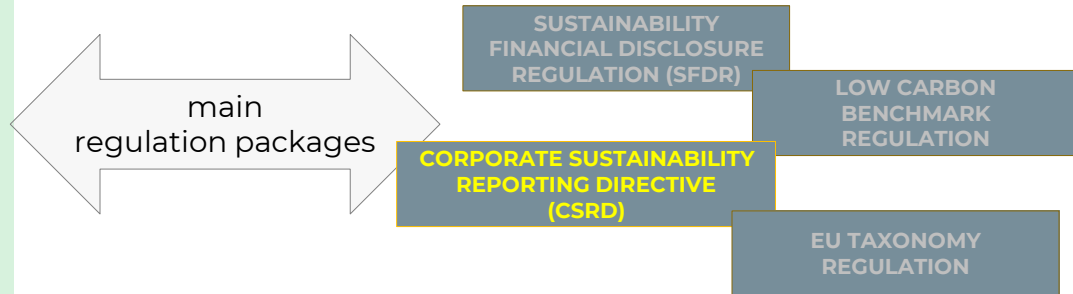 main
regulation packages
SUSTAINABILITY
FINANCIAL DISCLOSURE
REGULATION (SFDR)
LOW CARBON
BENCHMARK
REGULATION
CORPORATE SUSTAINABILITY
REPORTING DIRECTIVE
(CSRD)
EU TAXONOMY
REGULATION